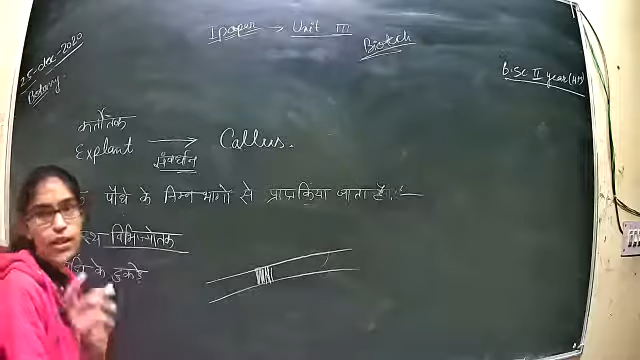 25-dec-2020
Botany.
I paper → Unit III
Biotech
B.Sc II year (HM)
कर्तोतक
Explant → Callus.
संवर्धन
पौधे के निम्न भागो से प्राप्त किया जाता है :-
विभज्योतक
के टुकड़े